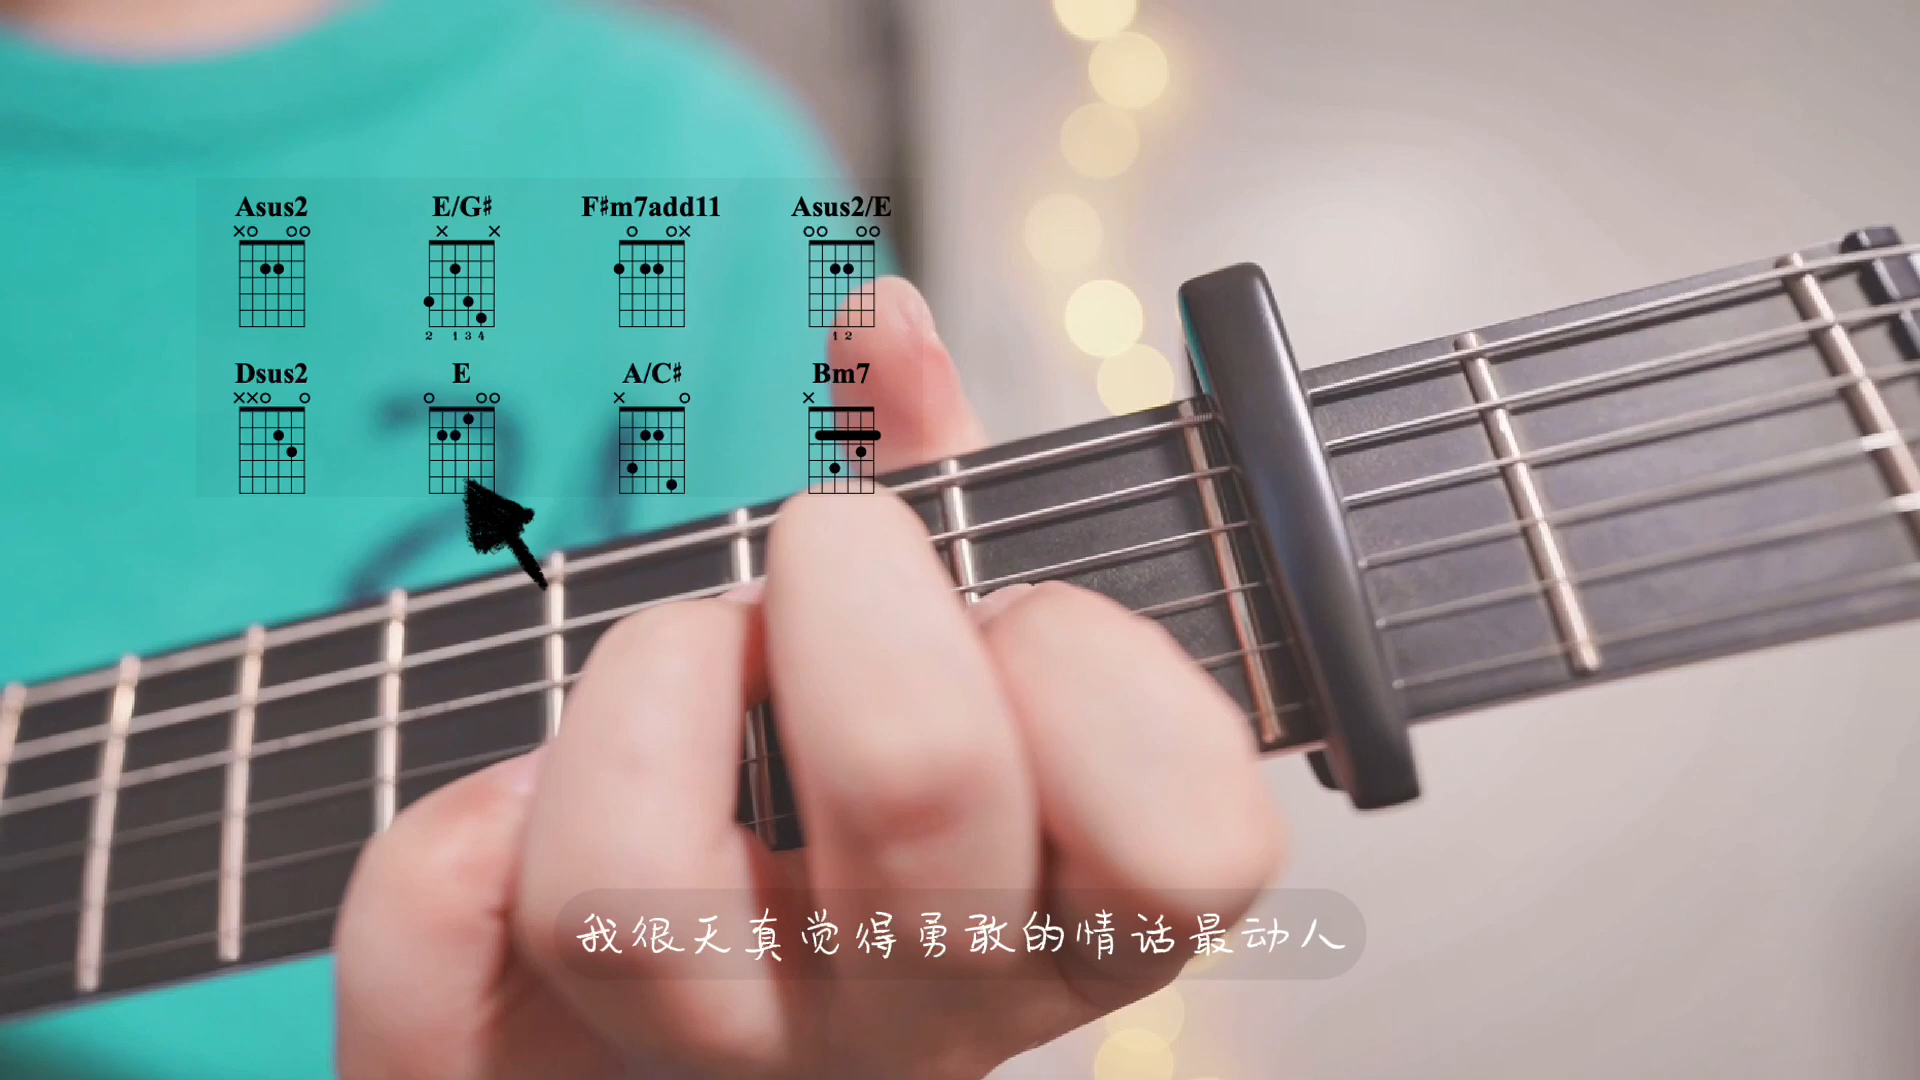 Asus2 E/G♯ F♯m7add11 Asus2/E
×○ ○○ × × ○ ○× ○○ ○○
2 1 3 4 1 2
Dsus2 E A/C♯ Bm7
××○ ○ ○ ○○ × ○ ×
我很天真觉得勇敢的情话最动人